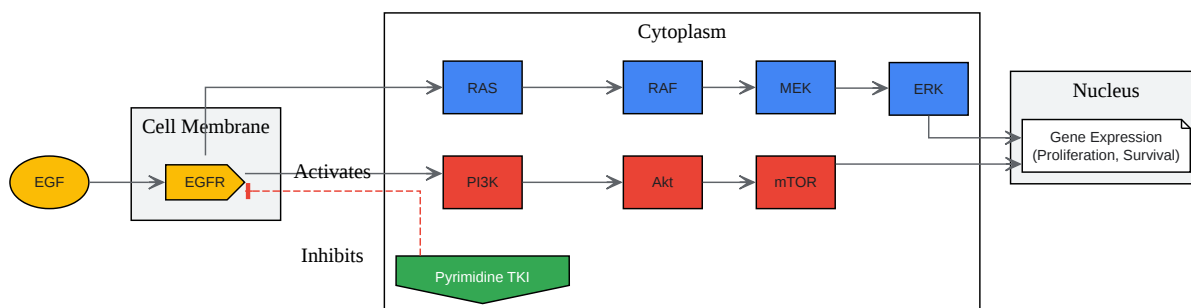 Cytoplasm
RAS
RAF
MEK
ERK
Nucleus
Cell Membrane
Gene Expression
(Proliferation, Survival)
EGF
EGFR
Activates
PI3K
Akt
mTOR
Inhibits
Pyrimidine TKI